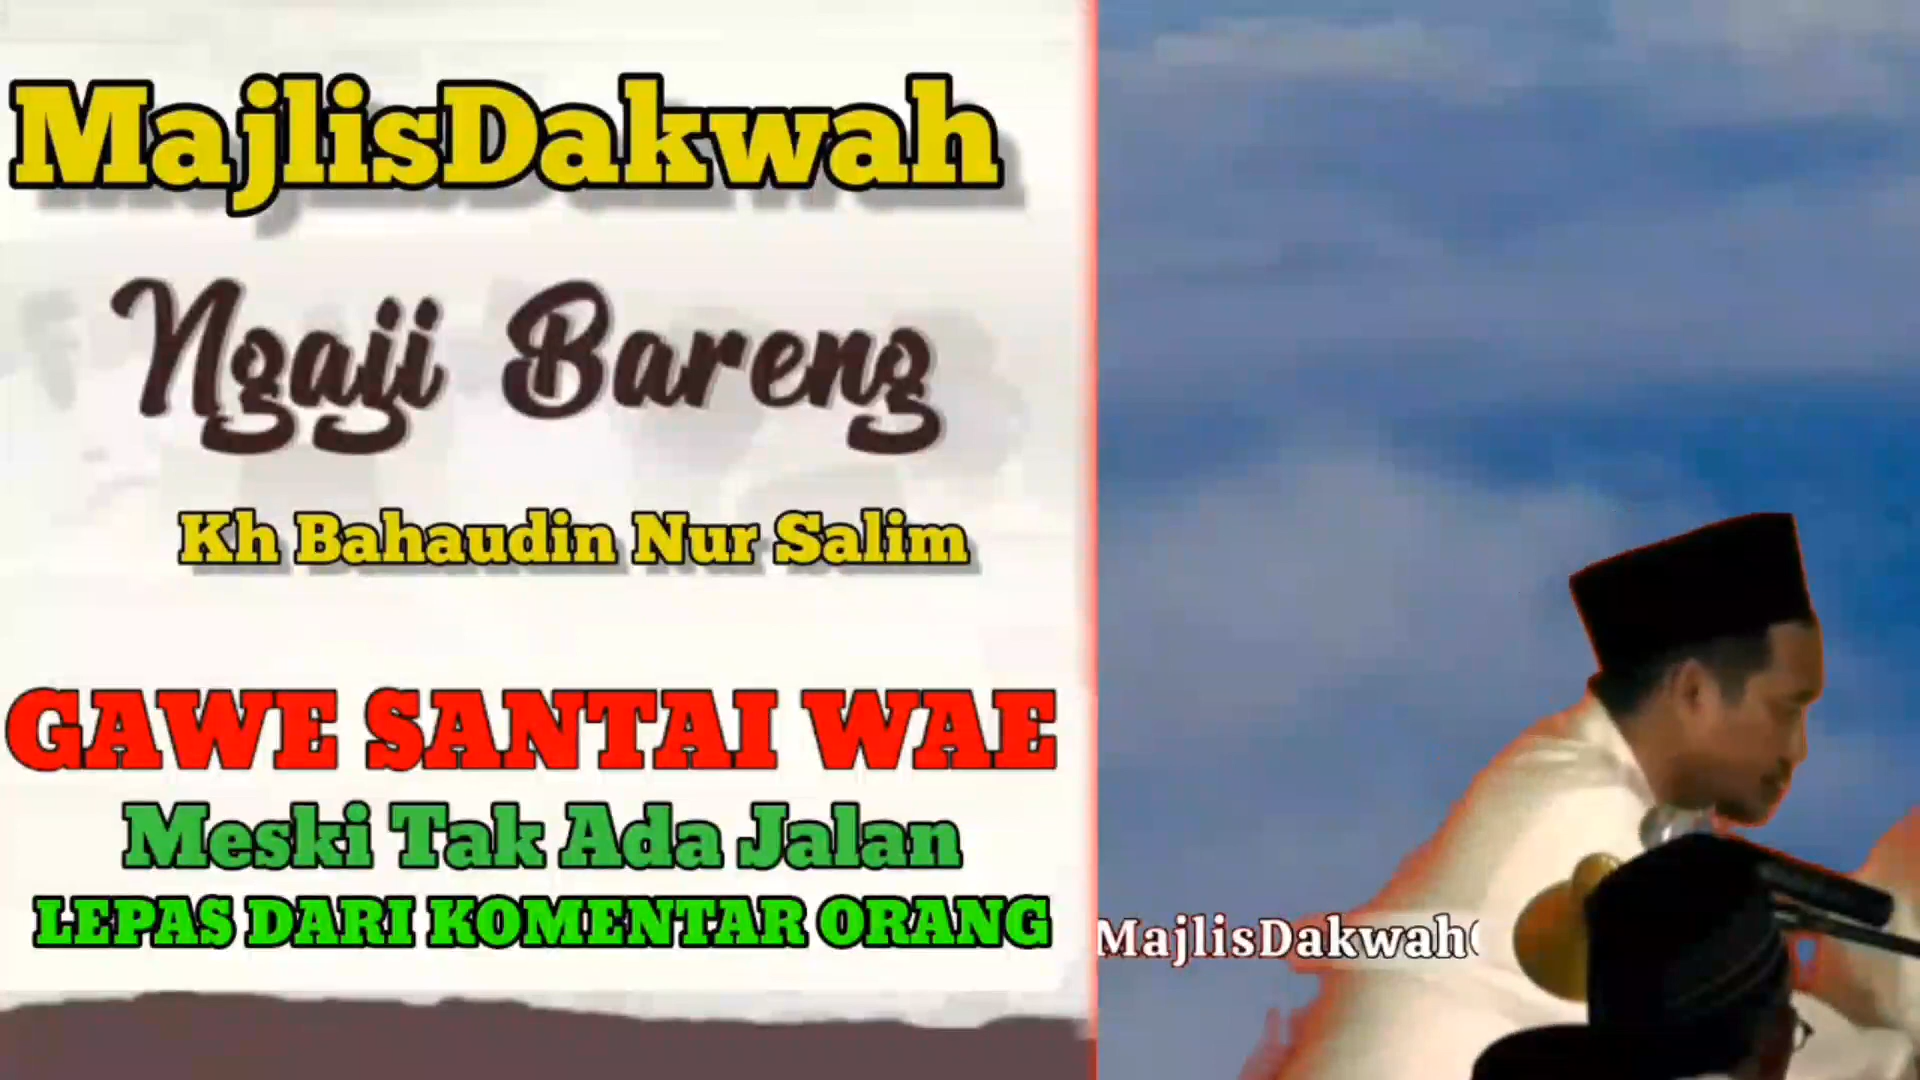 MajlisDakwah
Ngaji Bareng
Kh Bahaudin Nur Salim
GAWE SANTAI WAE
Meski Tak Ada Jalan
LEPAS DARI KOMENTAR ORANG
MajlisDakwah